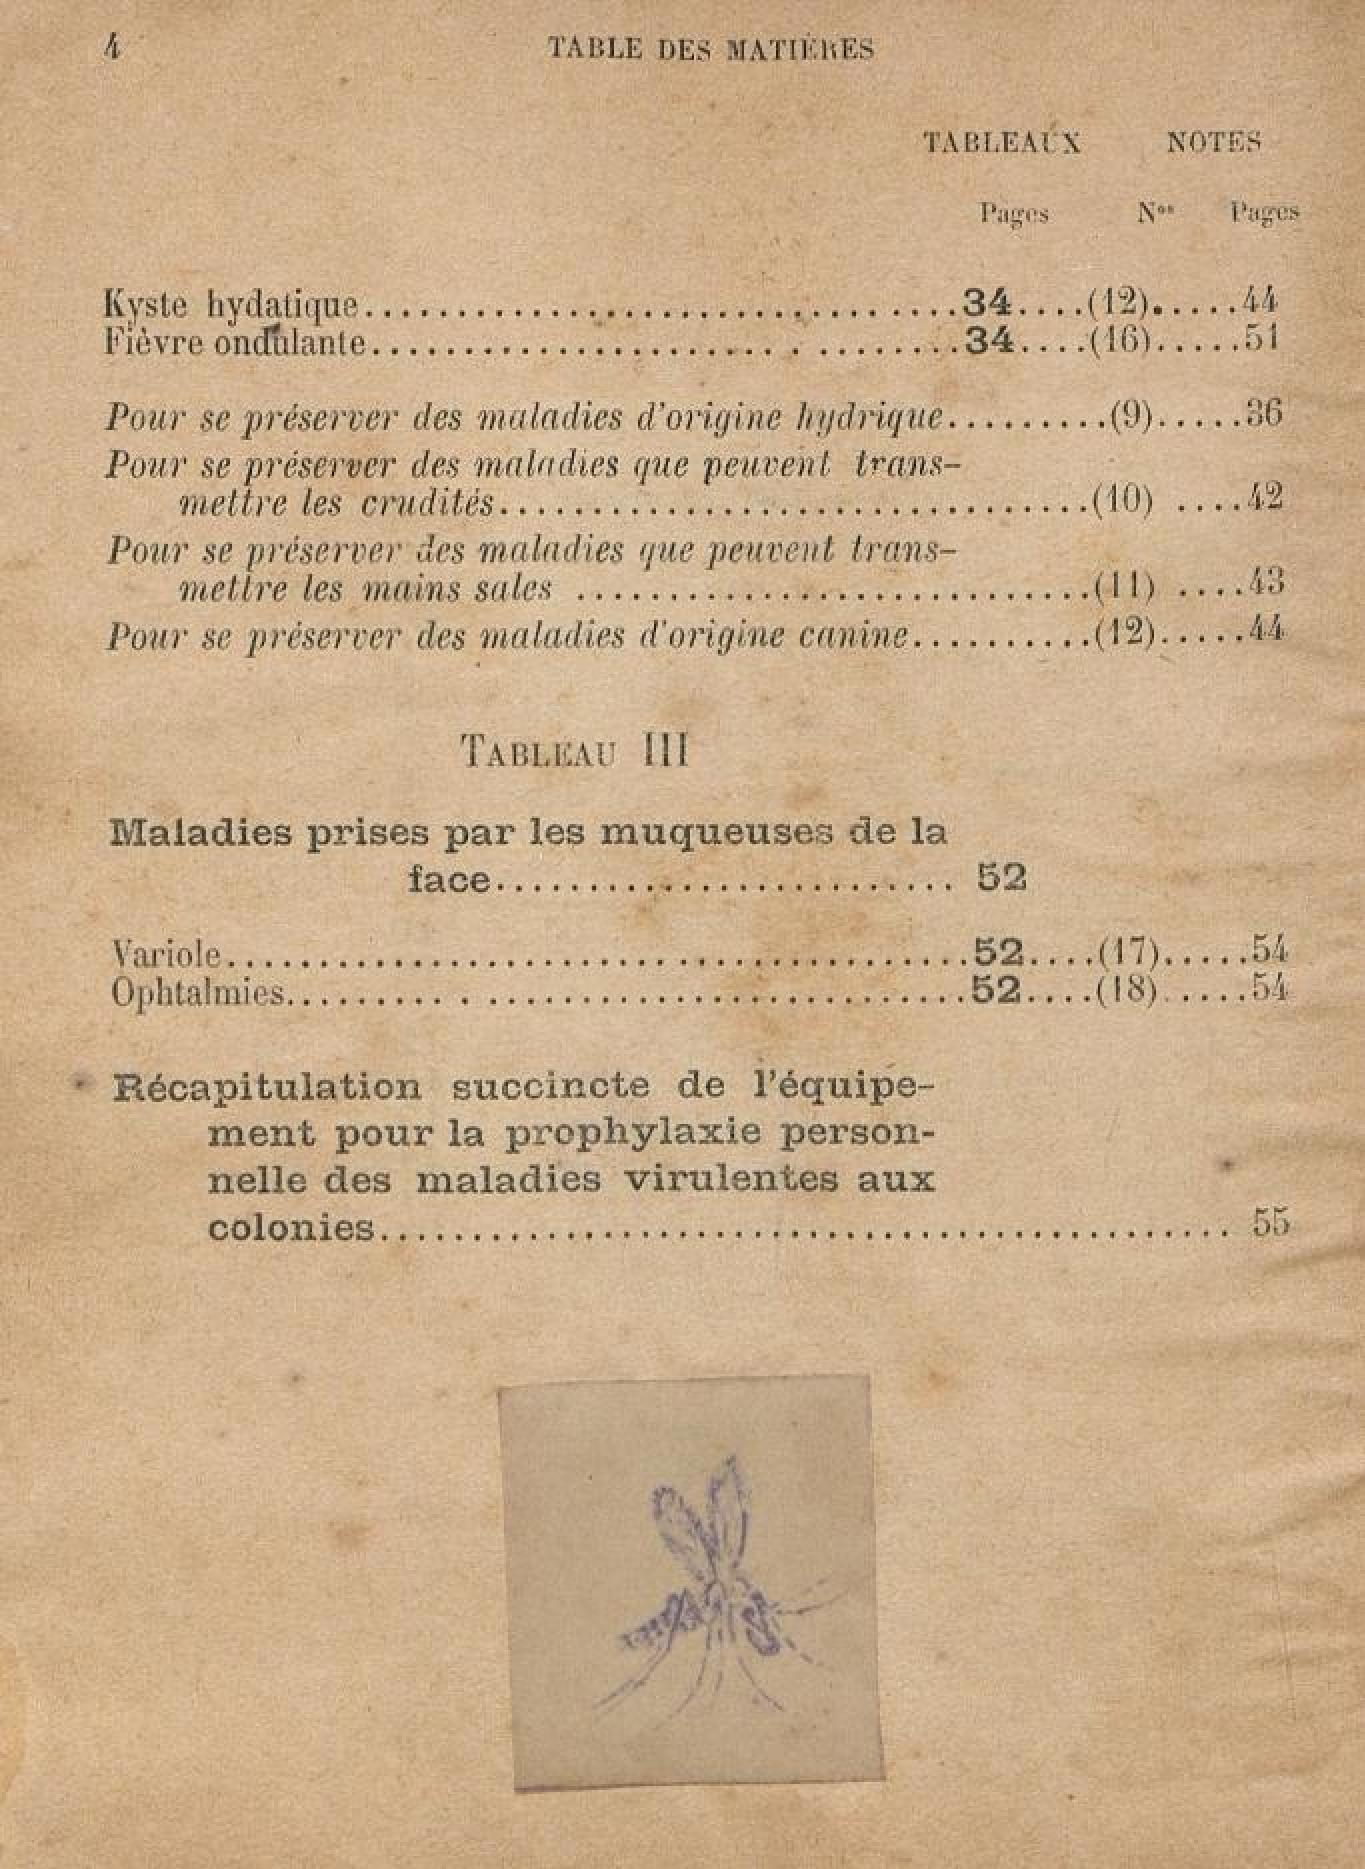 4 TABLE DES MATIÈRES
TABLEAUX NOTES
Pages Nos Pages
Kyste hydatique.................................34....(12).....44
Fièvre ondulante.................................34....(16).....51
Pour se préserver des maladies d'origine hydrique.........(9).....36
Pour se préserver des maladies que peuvent trans-
mettre les crudités.................................(10) ....42
Pour se préserver des maladies que peuvent trans-
mettre les mains sales .............................(11) ....43
Pour se préserver des maladies d'origine canine..........(12).....44
TABLEAU III
Maladies prises par les muqueuses de la
face......................... 52
Variole.........................................52....(17).....54
Ophtalmies.....................................52....(18).....54
Récapitulation succincte de l'équipe-
ment pour la prophylaxie person-
nelle des maladies virulentes aux
colonies............................................... 55